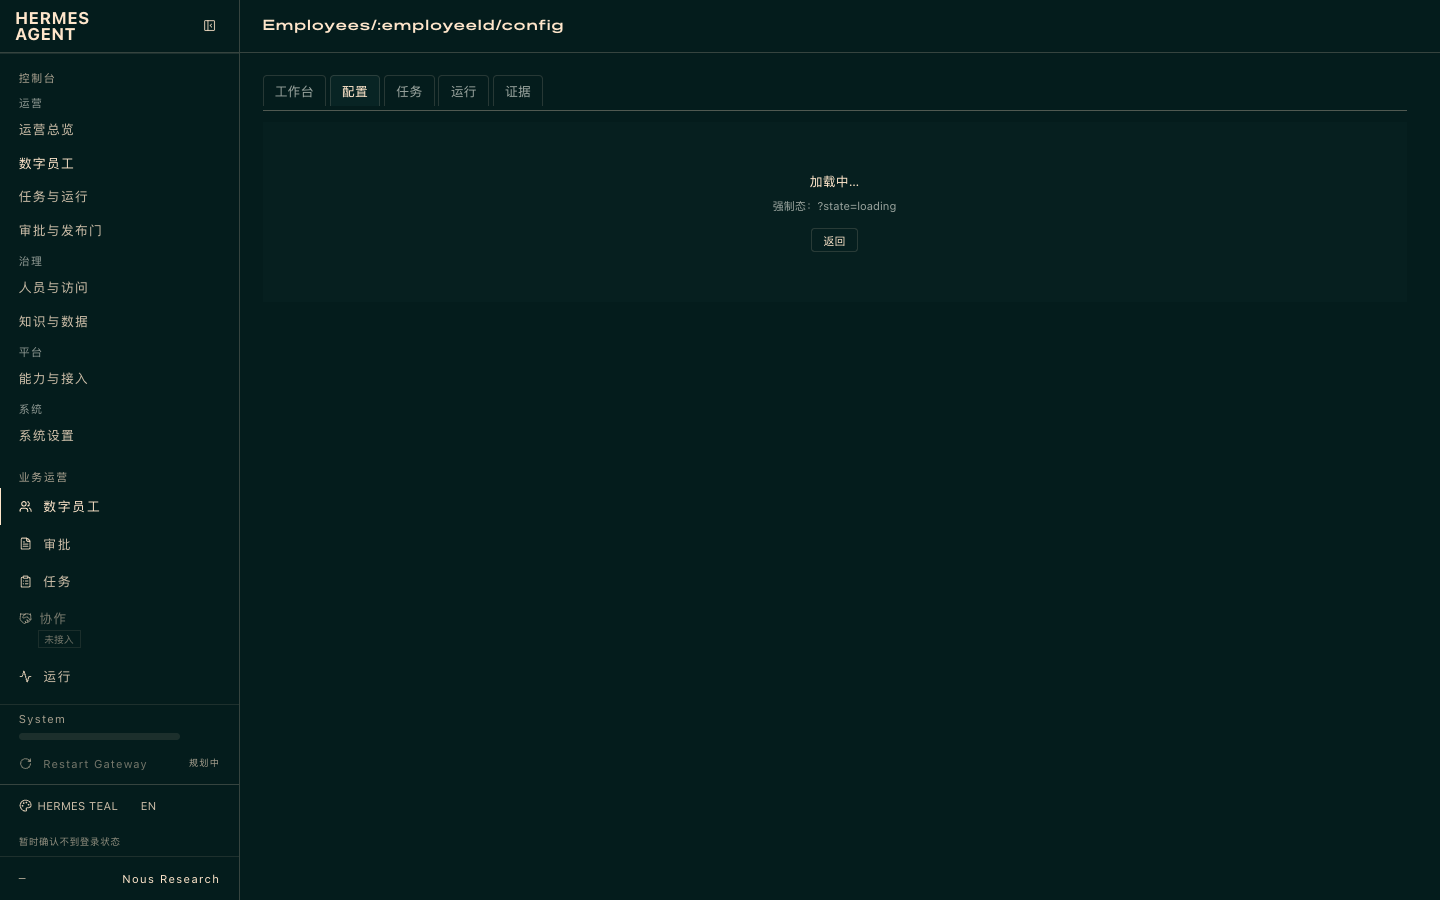 HERMES
AGENT
控制台
运营
运营总览
数字员工
任务与运行
审批与发布门
治理
人员与访问
知识与数据
平台
能力与接入
系统
系统设置
业务运营
数字员工
审批
任务
协作
未接入
运行
System
Restart Gateway 规划中
HERMES TEAL EN
暂时确认不到登录状态
– Nous Research
Employees/:employeeId/config
工作台 配置 任务 运行 证据
加载中...
强制态: ?state=loading
返回